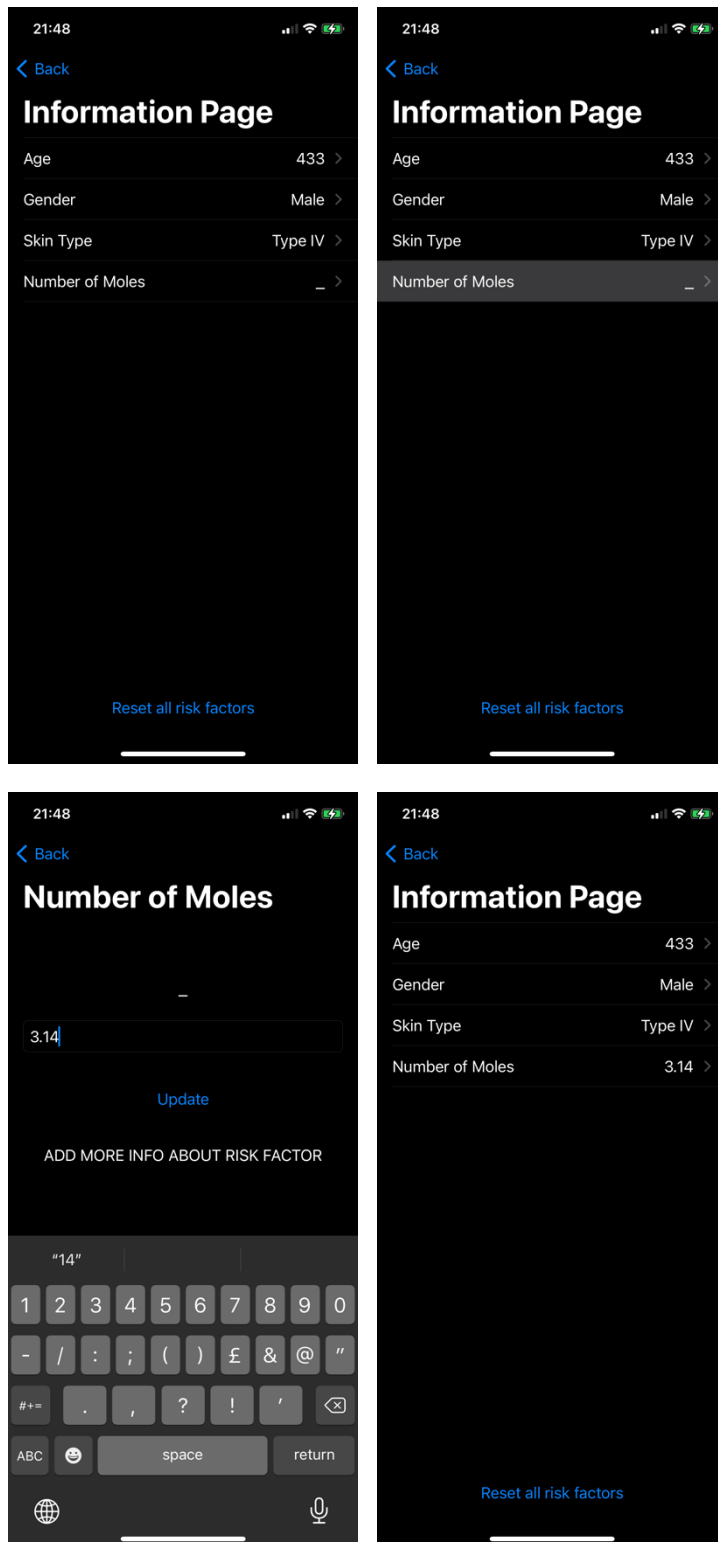 21:48
Back
Information Page
Age 433
Gender Male
Skin Type Type IV
Number of Moles _
Reset all risk factors
21:48
Back
Information Page
Age 433
Gender Male
Skin Type Type IV
Number of Moles _
Reset all risk factors
21:48
Back
Number of Moles
_
3.14
Update
ADD MORE INFO ABOUT RISK FACTOR
“14”
1 2 3 4 5 6 7 8 9 0
- / : ; ( ) £ & @ "
#+= . , ? ! '
ABC space return
21:48
Back
Information Page
Age 433
Gender Male
Skin Type Type IV
Number of Moles 3.14
Reset all risk factors